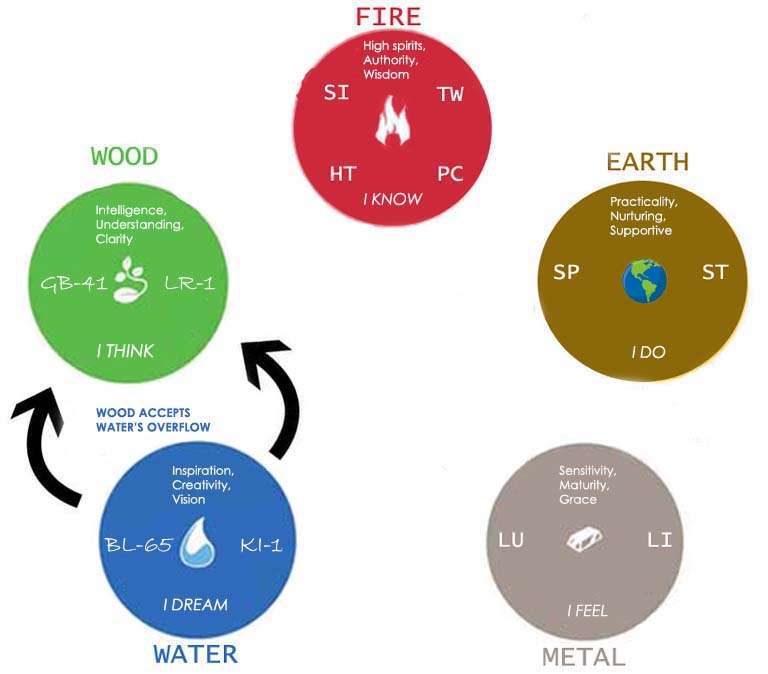 FIRE
High spirits,
Authority,
Wisdom
SI
TW
HT
PC
I KNOW
WOOD
Intelligence,
Understanding,
Clarity
GB-41
LR-1
I THINK
EARTH
Practicality,
Nurturing,
Supportive
SP
ST
I DO
WOOD ACCEPTS
WATER'S OVERFLOW
Inspiration,
Creativity,
Vision
BL-65
KI-1
I DREAM
WATER
Sensitivity,
Maturity,
Grace
LU
LI
I FEEL
METAL